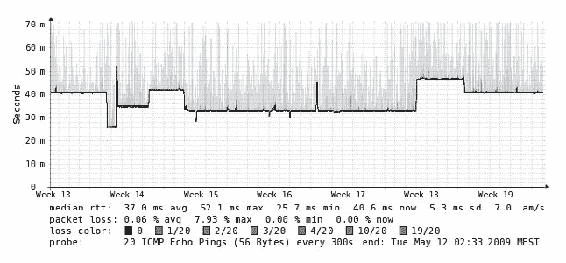 70 m
60 m
50 m
40 m
30 m
20 m
10 m
0
Seconds
Week 13 Week 14 Week 15 Week 16 Week 17 Week 18 Week 19
median rtt: 37.0 ms avg 52.1 ms max 25.7 ms min 40.6 ms now 5.3 ms sd 7.0 am/s
packet loss: 0.06 % avg 7.93 % max 0.00 % min 0.00 % now
loss color: 0 1/20 2/20 3/20 4/20 10/20 19/20
probe: 20 ICMP Echo Pings (56 Bytes) every 300s end: Tue May 12 02:33 2009 MEST